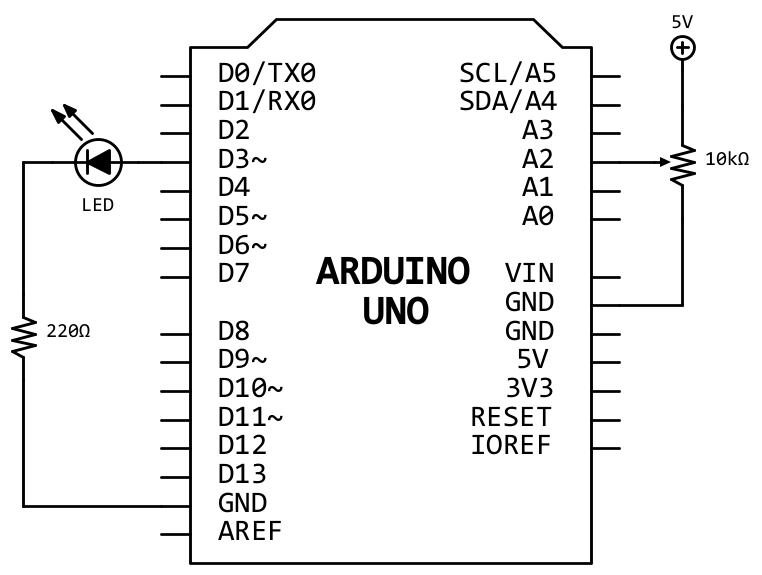 5V
D0/TX0 SCL/A5
D1/RX0 SDA/A4
D2 A3
D3~ A2 10kΩ
D4 A1
LED D5~ A0
D6~
D7 ARDUINO VIN
UNO GND
220Ω D8 GND
D9~ 5V
D10~ 3V3
D11~ RESET
D12 IOREF
D13
GND
AREF